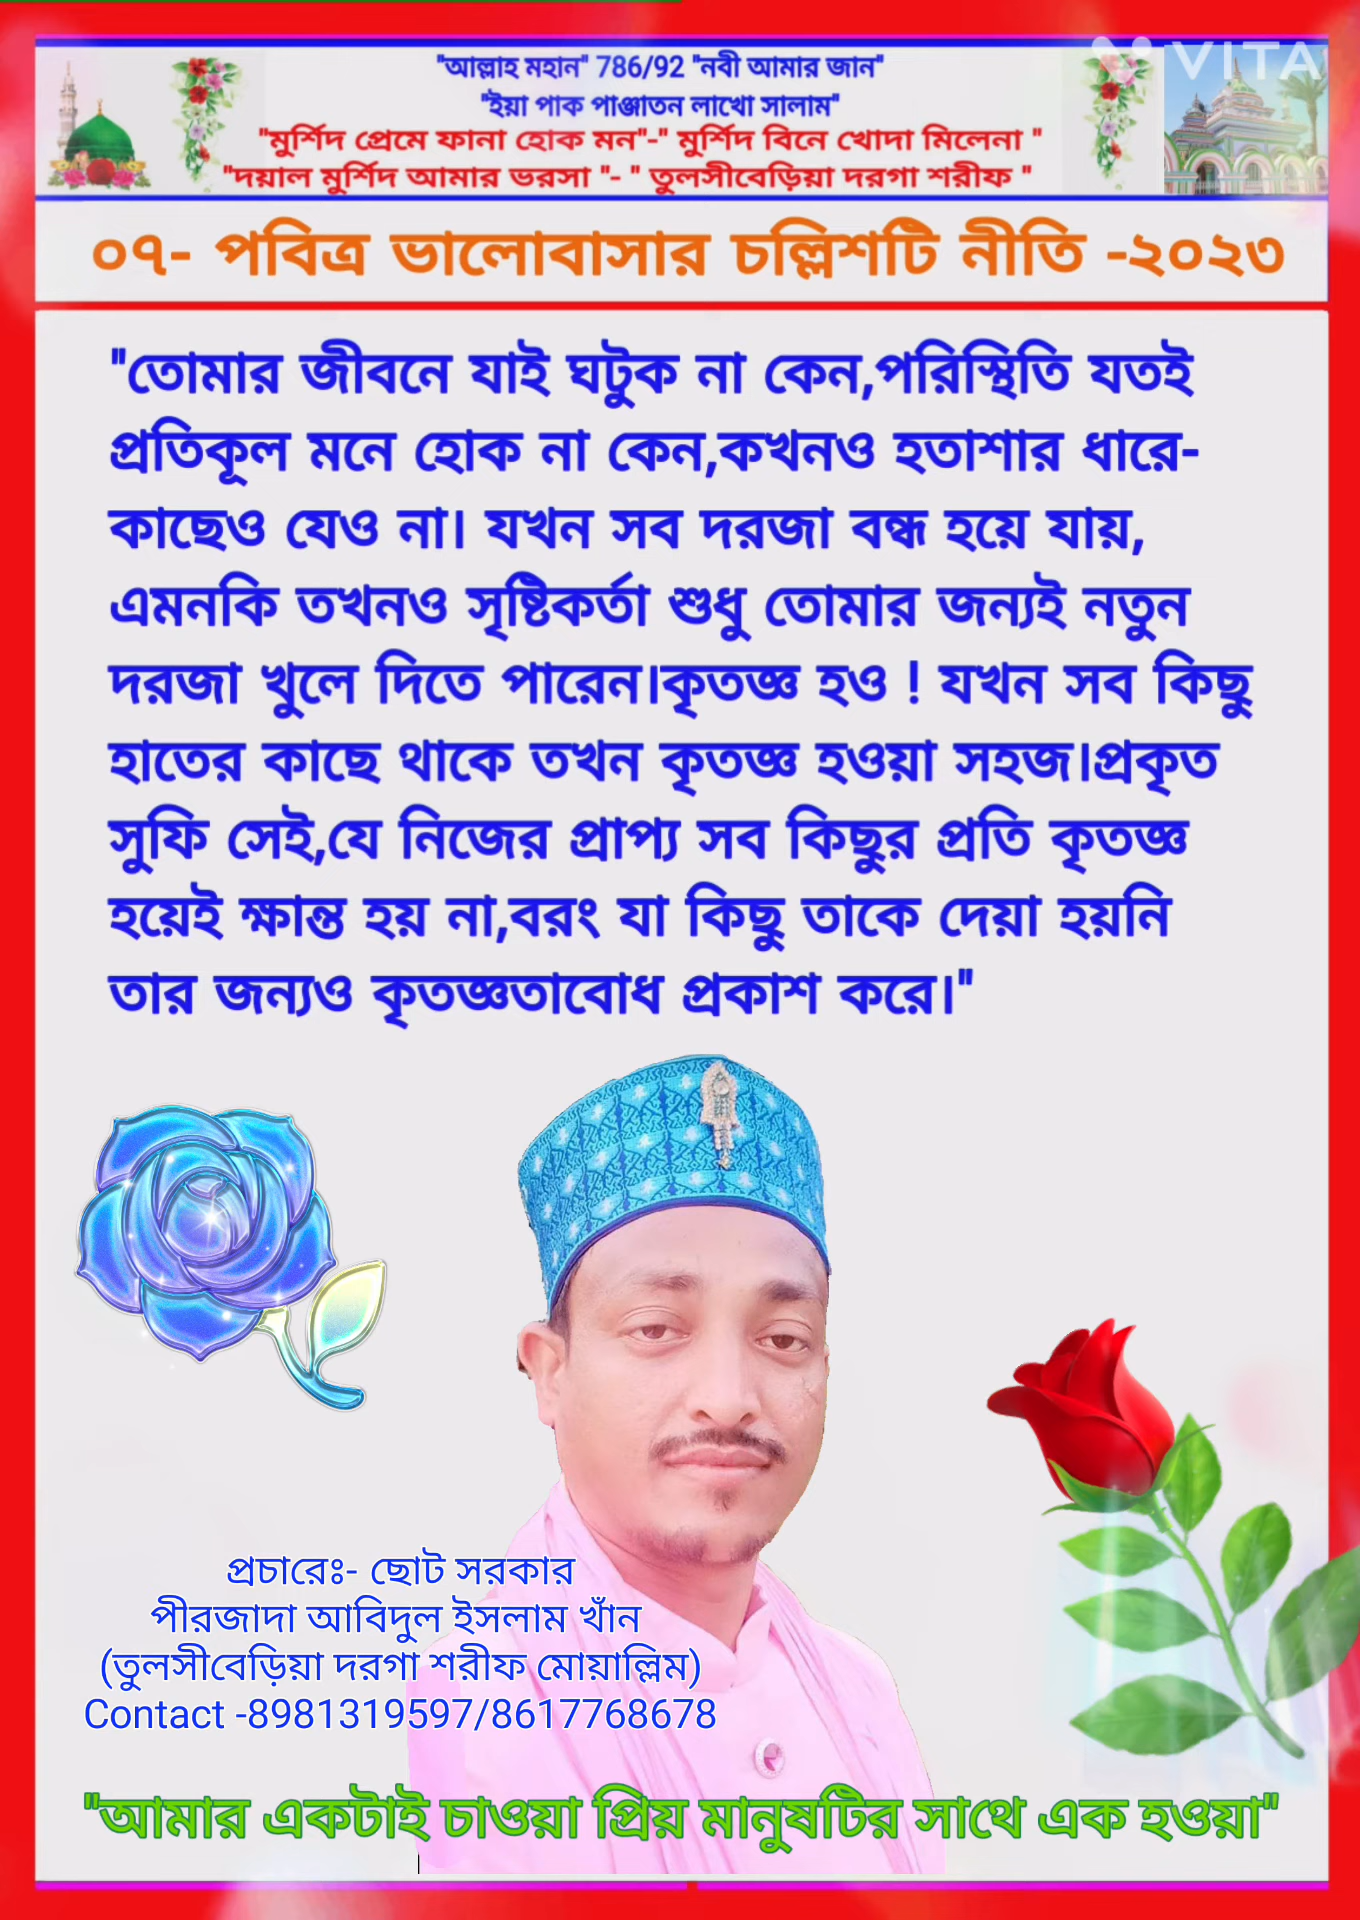 VITA
"আল্লাহ মহান" 786/92 "নবী আমার জান"
"ইয়া পাক পাঞ্জাতন লাখো সালাম"
"মুর্শিদ প্রেমে ফানা হোক মন"-" মুর্শিদ বিনে খোদা মিলেনা "
"দয়াল মুর্শিদ আমার ভরসা "- " তুলসীবেড়িয়া দরগা শরীফ "
০৭- পবিত্র ভালোবাসার চল্লিশটি নীতি -২০২৩
"তোমার জীবনে যাই ঘটুক না কেন,পরিস্থিতি যতই
প্রতিকূল মনে হোক না কেন,কখনও হতাশার ধারে-
কাছেও যেও না। যখন সব দরজা বন্ধ হয়ে যায়,
এমনকি তখনও সৃষ্টিকর্তা শুধু তোমার জন্যই নতুন
দরজা খুলে দিতে পারেন।কৃতজ্ঞ হও ! যখন সব কিছু
হাতের কাছে থাকে তখন কৃতজ্ঞ হওয়া সহজ।প্রকৃত
সুফি সেই,যে নিজের প্রাপ্য সব কিছুর প্রতি কৃতজ্ঞ
হয়েই ক্ষান্ত হয় না,বরং যা কিছু তাকে দেয়া হয়নি
তার জন্যও কৃতজ্ঞতাবোধ প্রকাশ করে।"
প্রচারেঃ- ছোট সরকার
পীরজাদা আবিদুল ইসলাম খাঁন
(তুলসীবেড়িয়া দরগা শরীফ মোয়াল্লিম)
Contact -8981319597/8617768678
"আমার একটাই চাওয়া প্রিয় মানুষটির সাথে এক হওয়া"